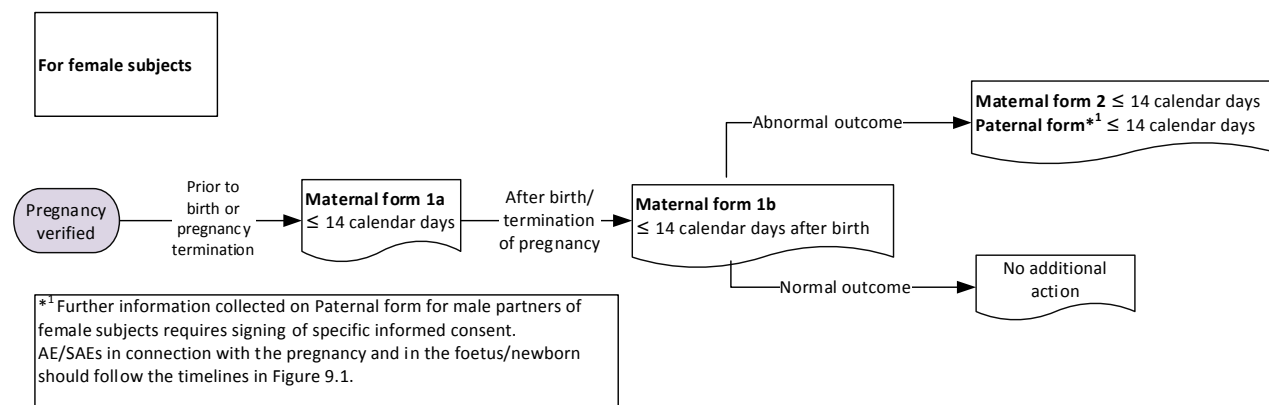 For female subjects
Maternal form 2 ≤ 14 calendar days
Paternal form*1 ≤ 14 calendar days
Abnormal outcome
Pregnancy
verified
Prior to
birth or
pregnancy
termination
Maternal form 1a
≤ 14 calendar days
After birth/
termination
of pregnancy
Maternal form 1b
≤ 14 calendar days after birth
Normal outcome
No additional
action
*1 Further information collected on Paternal form for male partners of
female subjects requires signing of specific informed consent.
AE/SAEs in connection with the pregnancy and in the foetus/newborn
should follow the timelines in Figure 9.1.